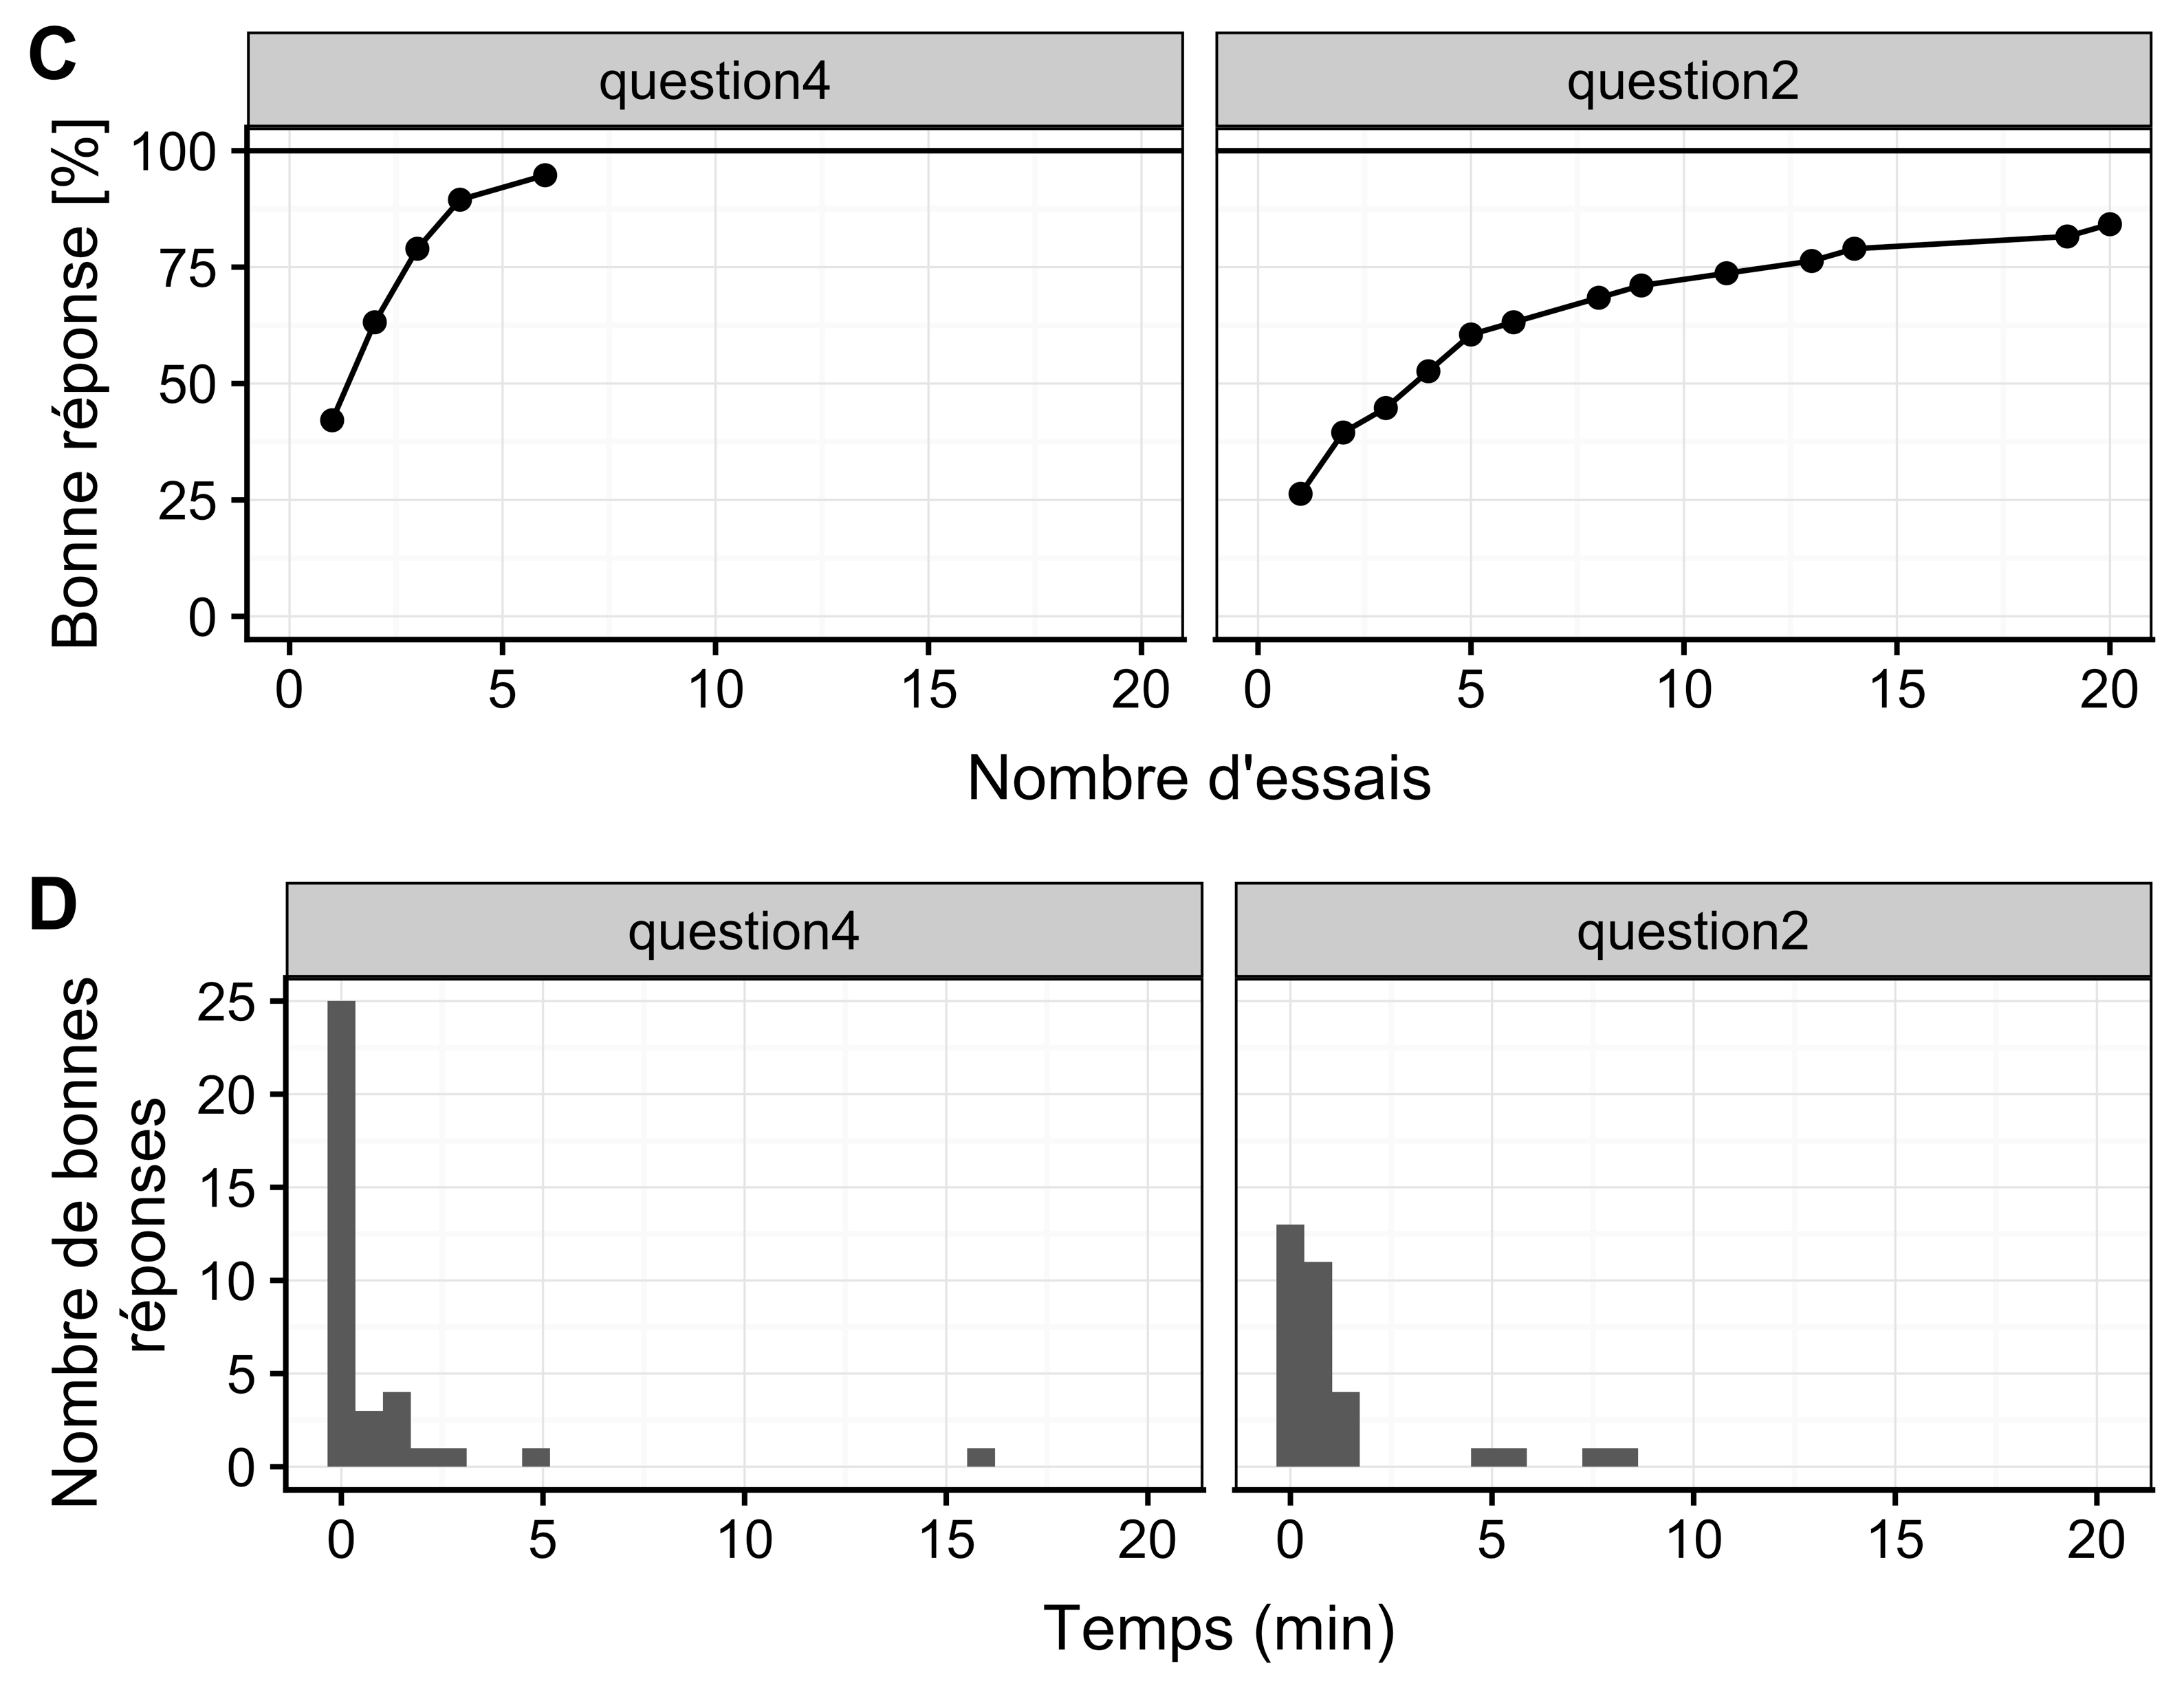 C
question4
question2
Bonne réponse [%]
100
75
50
25
0
0 5 10 15 20
0 5 10 15 20
Nombre d'essais
D
question4
question2
Nombre de bonnes
réponses
25
20
15
10
5
0
0 5 10 15 20
0 5 10 15 20
Temps (min)